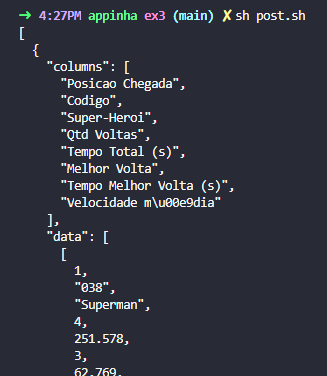 ➜ 4:27PM appinha ex3 (main) ✗ sh post.sh
[
  {
    "columns": [
      "Posicao Chegada",
      "Codigo",
      "Super-Heroi",
      "Qtd Voltas",
      "Tempo Total (s)",
      "Melhor Volta",
      "Tempo Melhor Volta (s)",
      "Velocidade m\u00e9dia"
    ],
    "data": [
      [
        1,
        "038",
        "Superman",
        4,
        251.578,
        3,
        62.769,